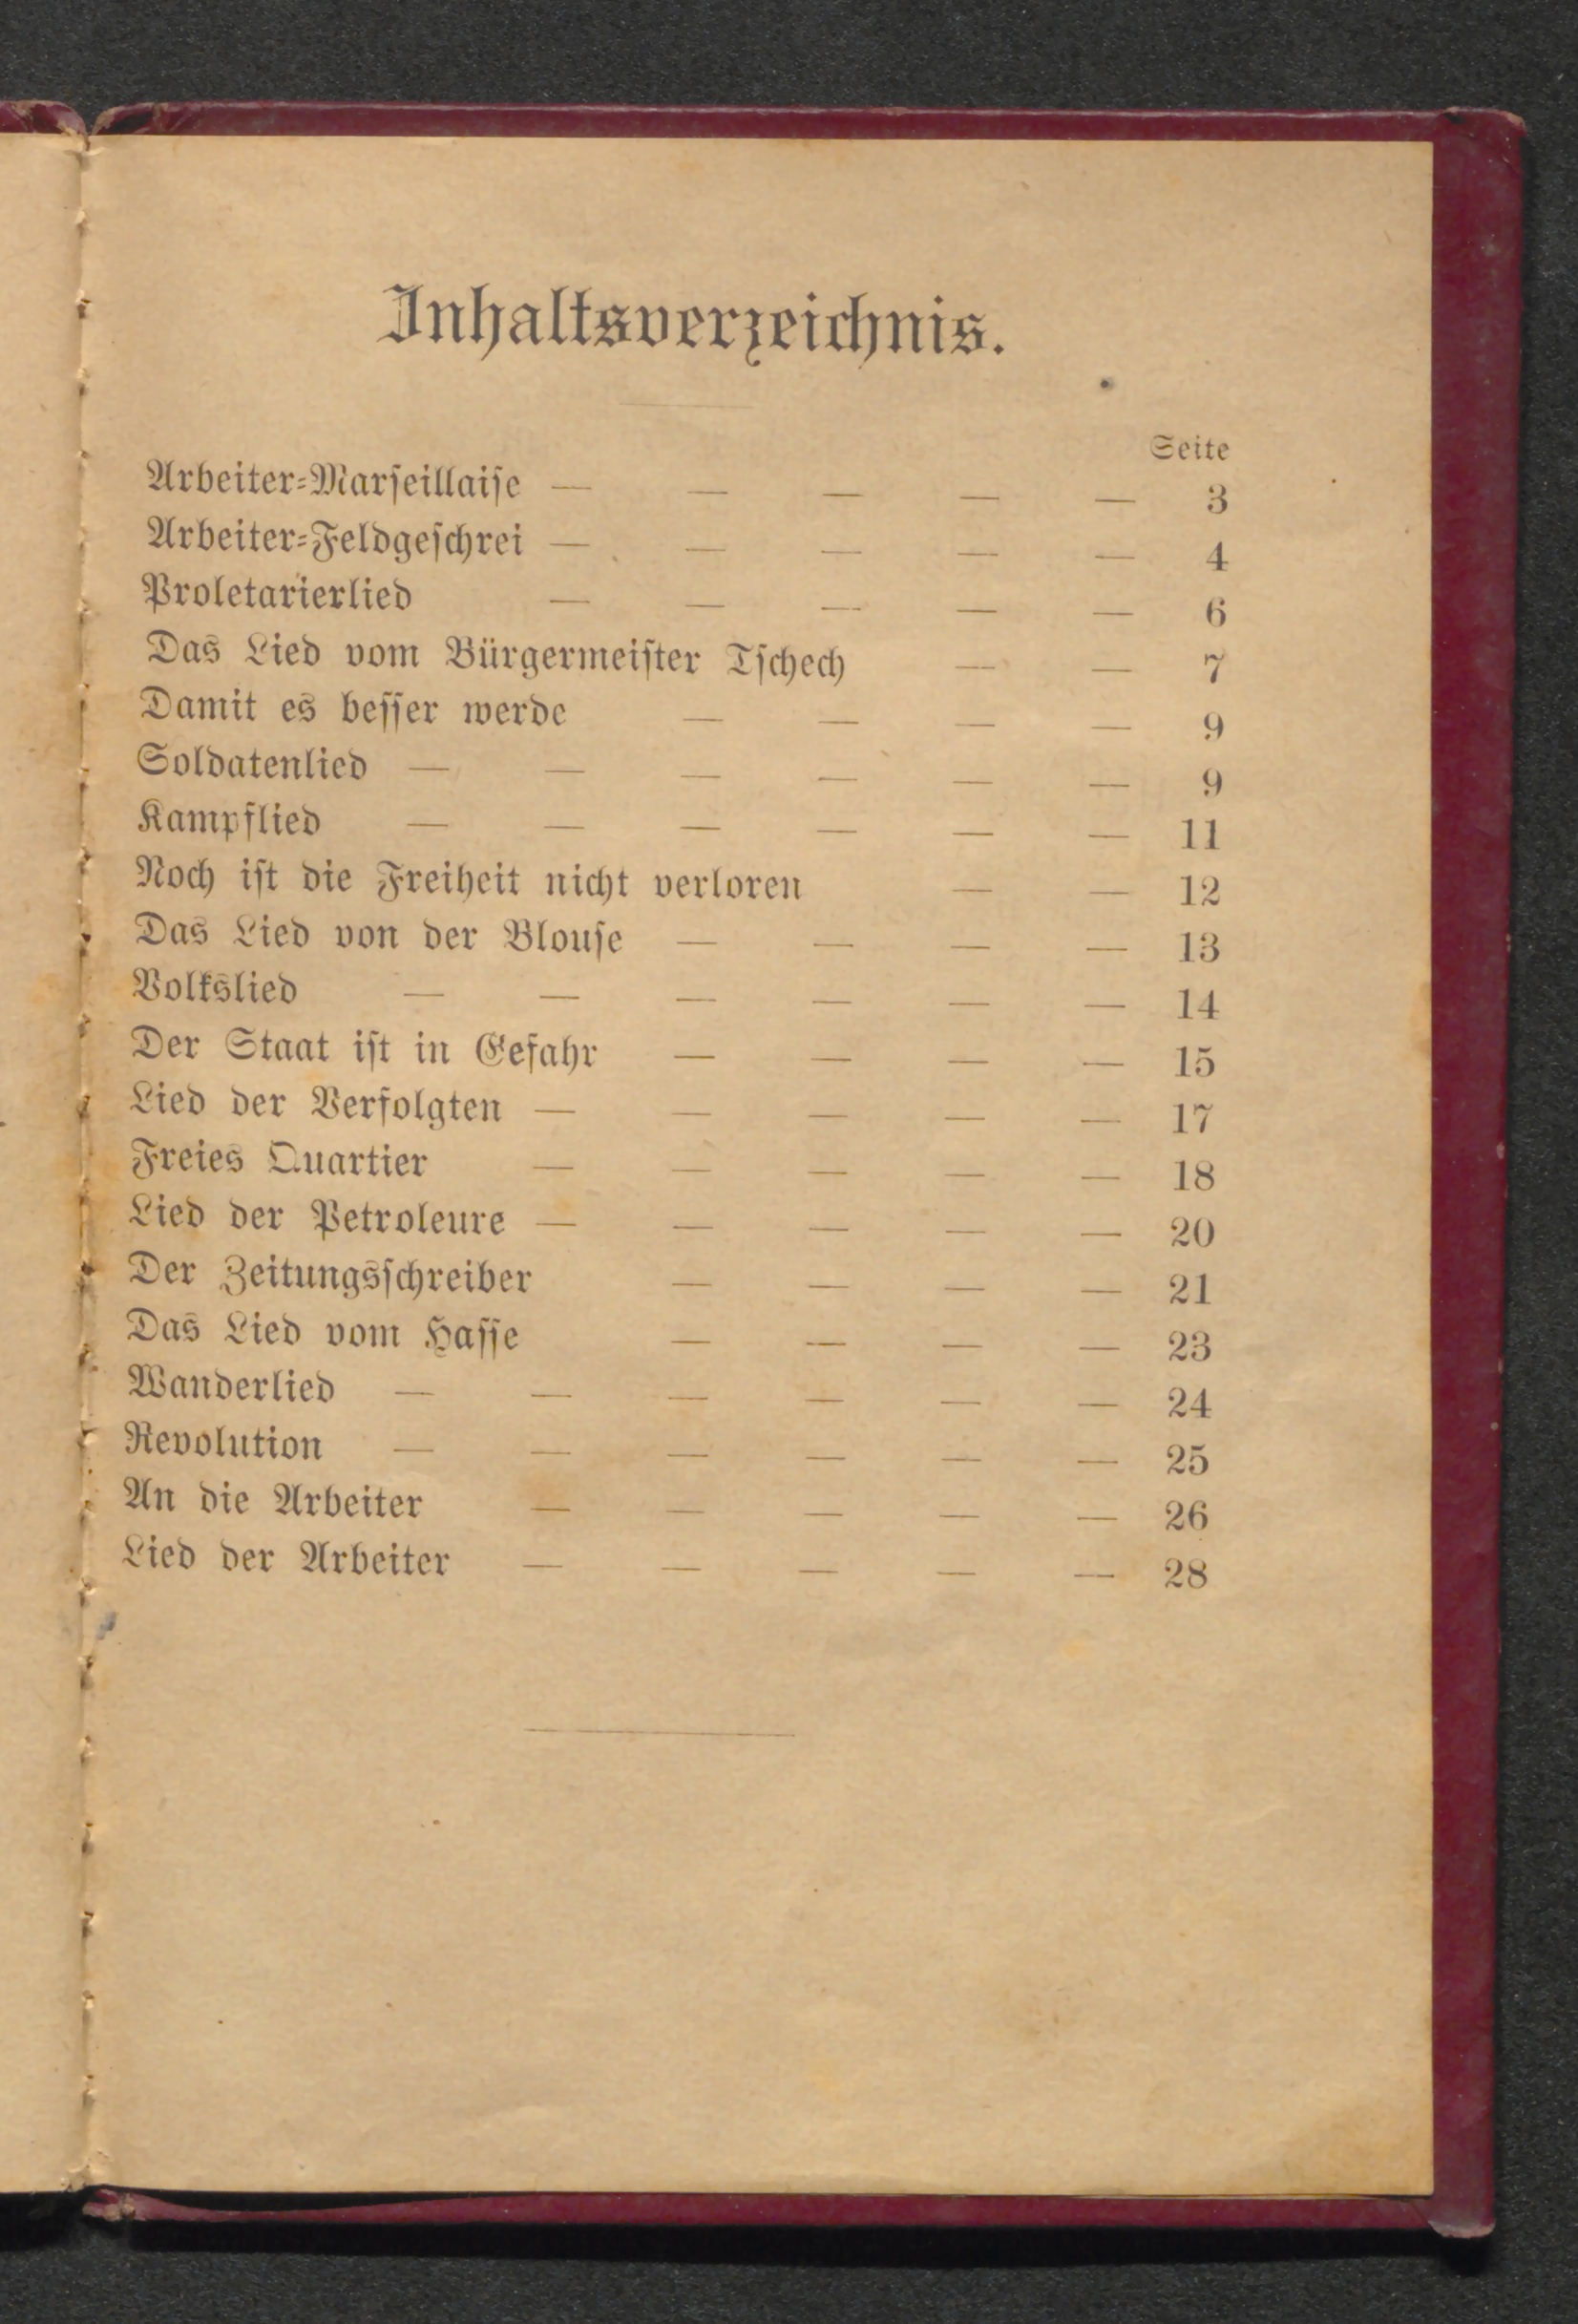 Inhaltsverzeichnis.
Seite
Arbeiter=Marſeillaiſe — — — — — 3
Arbeiter=Feldgeſchrei — — — — — 4
Proletarierlied — — — — — 6
Das Lied vom Bürgermeiſter Tſchech — — 7
Damit es beſſer werde — — — — 9
Soldatenlied — — — — — — 9
Kampflied — — — — — — 11
Noch iſt die Freiheit nicht verloren — — 12
Das Lied von der Blouſe — — — — 13
Volkslied — — — — — — 14
Der Staat iſt in Gefahr — — — — 15
Lied der Verfolgten — — — — — 17
Freies Quartier — — — — — 18
Lied der Petroleure — — — — — 20
Der Zeitungsſchreiber — — — — 21
Das Lied vom Haſſe — — — — 23
Wanderlied — — — — — — 24
Revolution — — — — — — 25
An die Arbeiter — — — — — 26
Lied der Arbeiter — — — — — 28